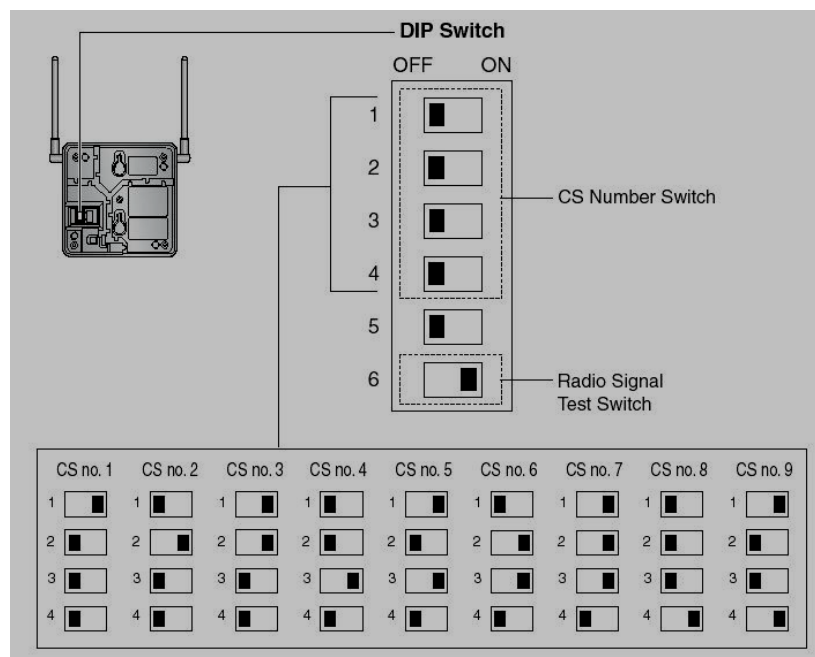 DIP Switch
OFF ON
1
2
3
4
5
6
CS Number Switch
Radio Signal
Test Switch
CS no. 1 CS no. 2 CS no. 3 CS no. 4 CS no. 5 CS no. 6 CS no. 7 CS no. 8 CS no. 9
1 1 1 1 1 1 1 1 1
2 2 2 2 2 2 2 2 2
3 3 3 3 3 3 3 3 3
4 4 4 4 4 4 4 4 4